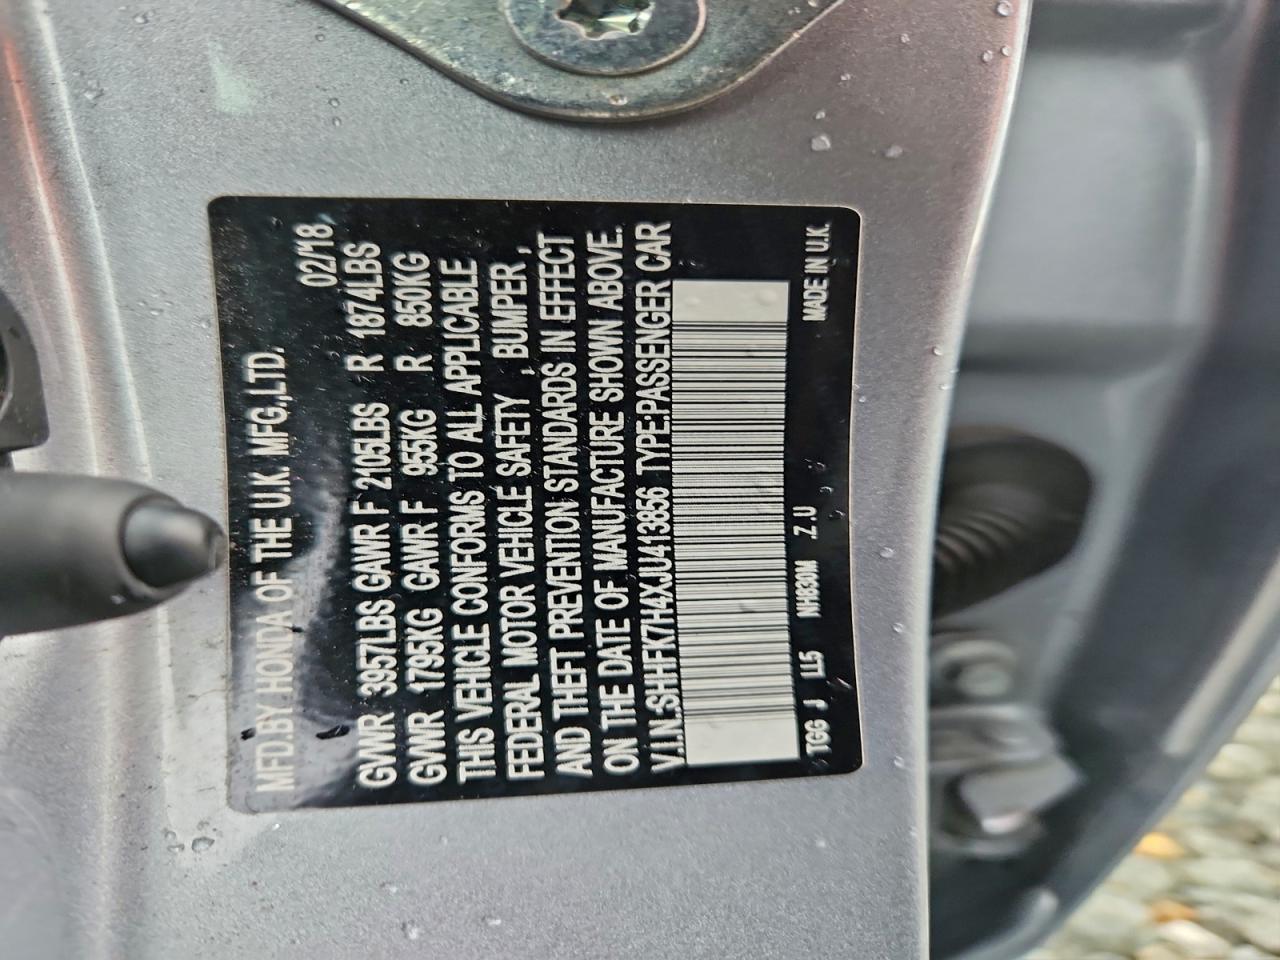 MFD.BY HONDA OF THE U.K. MFG.,LTD. 02/18
GVWR 3957LBS GAWR F 2105LBS R 1874LBS
GVWR 1795KG GAWR F 955KG R 850KG
THIS VEHICLE CONFORMS TO ALL APPLICABLE
FEDERAL MOTOR VEHICLE SAFETY , BUMPER ,
AND THEFT PREVENTION STANDARDS IN EFFECT
ON THE DATE OF MANUFACTURE SHOWN ABOVE.
V.I.N.SHHFK7H4XJU413856 TYPE:PASSENGER CAR
TGG J 1L5 NH830M .Z.U MADE IN U.K.